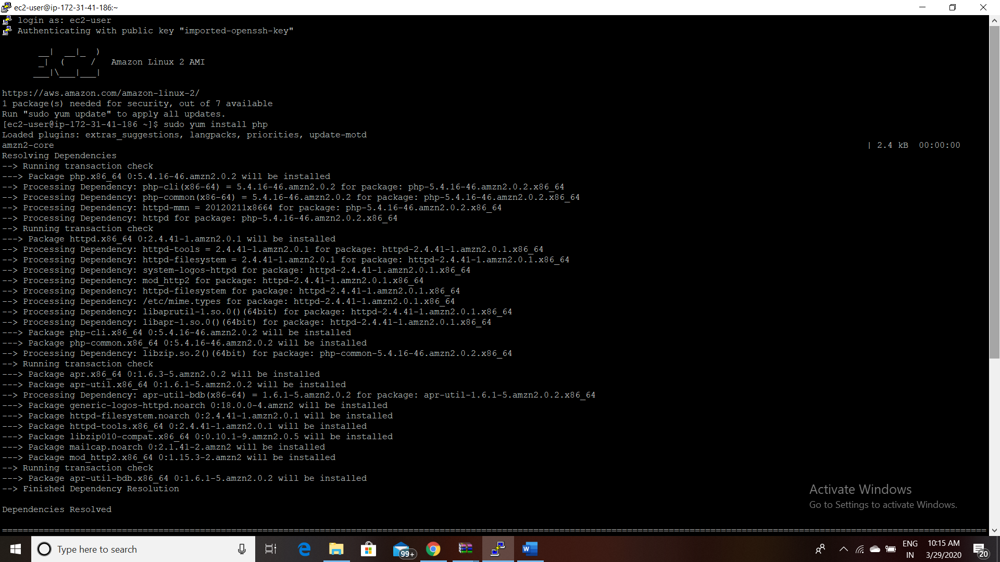 ec2-user@ip-172-31-41-186:~
login as: ec2-user
Authenticating with public key "imported-openssh-key"
__|  __|_  )
_|  (     /   Amazon Linux 2 AMI
___|\___|___|
https://aws.amazon.com/amazon-linux-2/
1 package(s) needed for security, out of 7 available
Run "sudo yum update" to apply all updates.
[ec2-user@ip-172-31-41-186 ~]$ sudo yum install php
Loaded plugins: extras_suggestions, langpacks, priorities, update-motd
amzn2-core | 2.4 kB 00:00:00
Resolving Dependencies
--> Running transaction check
---> Package php.x86_64 0:5.4.16-46.amzn2.0.2 will be installed
--> Processing Dependency: php-cli(x86-64) = 5.4.16-46.amzn2.0.2 for package: php-5.4.16-46.amzn2.0.2.x86_64
--> Processing Dependency: php-common(x86-64) = 5.4.16-46.amzn2.0.2 for package: php-5.4.16-46.amzn2.0.2.x86_64
--> Processing Dependency: httpd-mmn = 20120211x8664 for package: php-5.4.16-46.amzn2.0.2.x86_64
--> Processing Dependency: httpd for package: php-5.4.16-46.amzn2.0.2.x86_64
--> Running transaction check
---> Package httpd.x86_64 0:2.4.41-1.amzn2.0.1 will be installed
--> Processing Dependency: httpd-tools = 2.4.41-1.amzn2.0.1 for package: httpd-2.4.41-1.amzn2.0.1.x86_64
--> Processing Dependency: httpd-filesystem = 2.4.41-1.amzn2.0.1 for package: httpd-2.4.41-1.amzn2.0.1.x86_64
--> Processing Dependency: system-logos-httpd for package: httpd-2.4.41-1.amzn2.0.1.x86_64
--> Processing Dependency: mod_http2 for package: httpd-2.4.41-1.amzn2.0.1.x86_64
--> Processing Dependency: httpd-filesystem for package: httpd-2.4.41-1.amzn2.0.1.x86_64
--> Processing Dependency: /etc/mime.types for package: httpd-2.4.41-1.amzn2.0.1.x86_64
--> Processing Dependency: libaprutil-1.so.0()(64bit) for package: httpd-2.4.41-1.amzn2.0.1.x86_64
--> Processing Dependency: libapr-1.so.0()(64bit) for package: httpd-2.4.41-1.amzn2.0.1.x86_64
---> Package php-cli.x86_64 0:5.4.16-46.amzn2.0.2 will be installed
---> Package php-common.x86_64 0:5.4.16-46.amzn2.0.2 will be installed
--> Processing Dependency: libzip.so.2()(64bit) for package: php-common-5.4.16-46.amzn2.0.2.x86_64
--> Running transaction check
---> Package apr.x86_64 0:1.6.3-5.amzn2.0.2 will be installed
---> Package apr-util.x86_64 0:1.6.1-5.amzn2.0.2 will be installed
--> Processing Dependency: apr-util-bdb(x86-64) = 1.6.1-5.amzn2.0.2 for package: apr-util-1.6.1-5.amzn2.0.2.x86_64
---> Package generic-logos-httpd.noarch 0:18.0.0-4.amzn2 will be installed
---> Package httpd-filesystem.noarch 0:2.4.41-1.amzn2.0.1 will be installed
---> Package httpd-tools.x86_64 0:2.4.41-1.amzn2.0.1 will be installed
---> Package libzip010-compat.x86_64 0:0.10.1-9.amzn2.0.5 will be installed
---> Package mailcap.noarch 0:2.1.41-2.amzn2 will be installed
---> Package mod_http2.x86_64 0:1.15.3-2.amzn2 will be installed
--> Running transaction check
---> Package apr-util-bdb.x86_64 0:1.6.1-5.amzn2.0.2 will be installed
--> Finished Dependency Resolution
Dependencies Resolved
Activate Windows
Go to Settings to activate Windows.
Type here to search
99+
W
ENG
IN
10:15 AM
3/29/2020
20